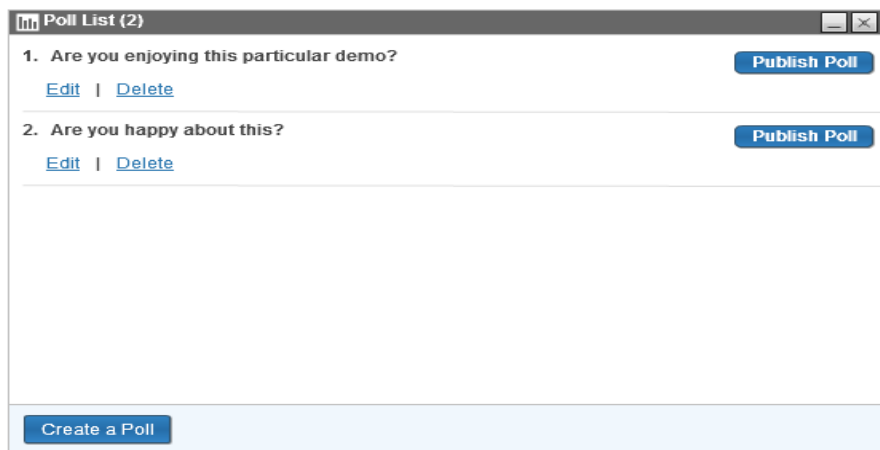 Poll List (2)
1. Are you enjoying this particular demo?
Publish Poll
Edit | Delete
2. Are you happy about this?
Publish Poll
Edit | Delete
Create a Poll